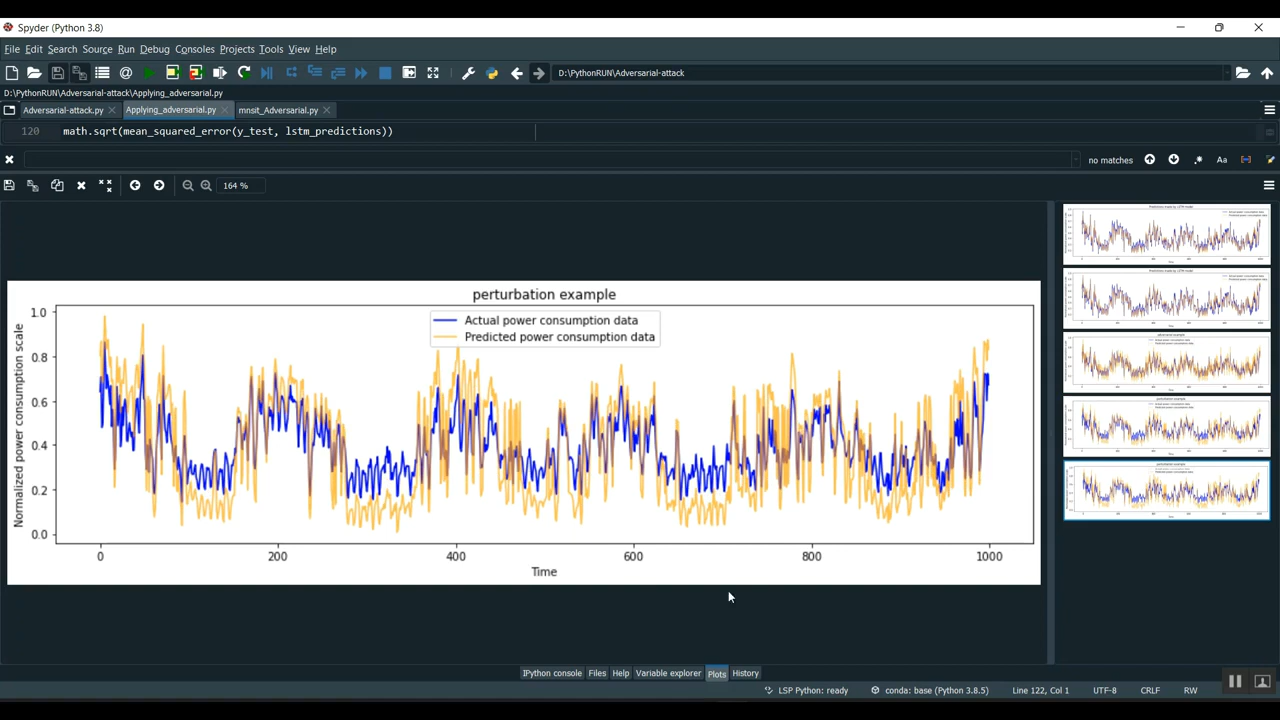 Spyder (Python 3.8)
File Edit Search Source Run Debug Consoles Projects Tools View Help
D:\PythonRUN\Adversarial-attack
D:\PythonRUN\Adversarial-attack\Applying_adversarial.py
Adversarial-attack.py Applying_adversarial.py mnsit_Adversarial.py
120 math.sqrt(mean_squared_error(y_test, lstm_predictions))
no matches Aa
164 %
perturbation example
Actual power consumption data
Predicted power consumption data
Normalized power consumption scale
1.0
0.8
0.6
0.4
0.2
0.0
0 200 400 600 800 1000
Time
IPython console Files Help Variable explorer Plots History
LSP Python: ready conda: base (Python 3.8.5) Line 122, Col 1 UTF-8 CRLF RW